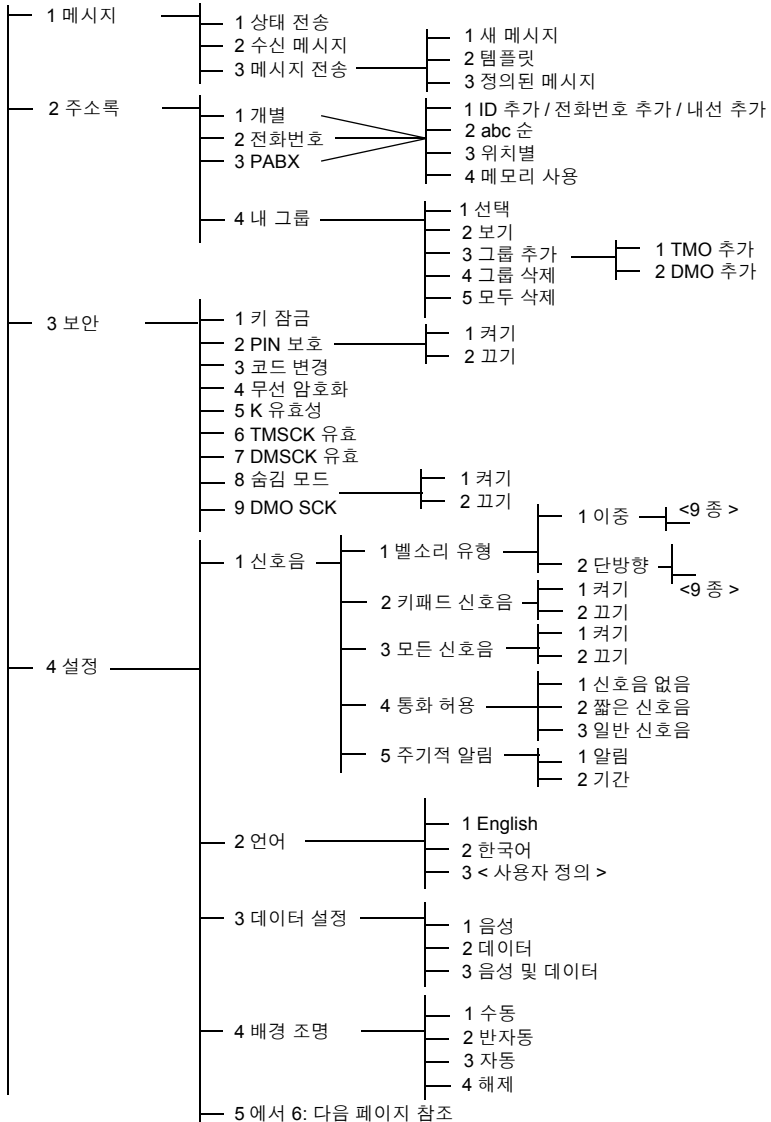 1 메시지
1 상태 전송
2 수신 메시지
3 메시지 전송
1 새 메시지
2 템플릿
3 정의된 메시지
2 주소록
1 개별
2 전화번호
3 PABX
1 ID 추가 / 전화번호 추가 / 내선 추가
2 abc 순
3 위치별
4 메모리 사용
4 내 그룹
1 선택
2 보기
3 그룹 추가
4 그룹 삭제
5 모두 삭제
1 TMO 추가
2 DMO 추가
3 보안
1 키 잠금
2 PIN 보호
3 코드 변경
4 무선 암호화
5 K 유효성
6 TMSCK 유효
7 DMSCK 유효
8 숨김 모드
9 DMO SCK
1 켜기
2 끄기
1 켜기
2 끄기
4 설정
1 신호음
1 벨소리 유형
1 이중
<9 종 >
2 단방향
<9 종 >
2 키패드 신호음
1 켜기
2 끄기
3 모든 신호음
1 켜기
2 끄기
4 통화 허용
1 신호음 없음
2 짧은 신호음
3 일반 신호음
5 주기적 알림
1 알림
2 기간
2 언어
1 English
2 한국어
3 < 사용자 정의 >
3 데이터 설정
1 음성
2 데이터
3 음성 및 데이터
4 배경 조명
1 수동
2 반자동
3 자동
4 해제
5 에서 6: 다음 페이지 참조